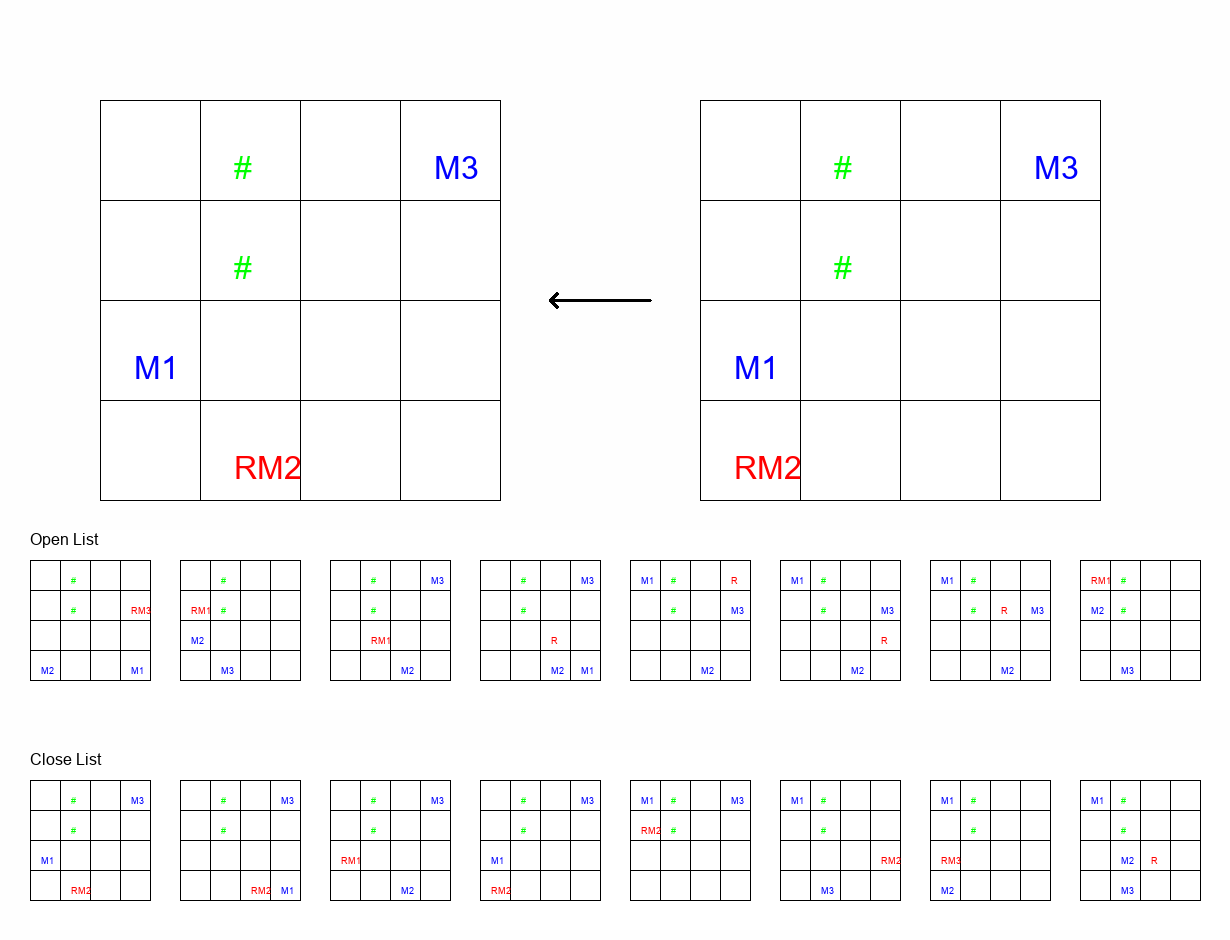 # M3 # M3
# #
M1 M1
RM2 RM2
Open List
# # # M3 # M3 M1 # R M1 # M1 # RM1 #
# RM3 RM1 # # # # M3 # M3 # R M3 M2 #
M2 RM1 R R
M2 M1 M3 M2 M2 M1 M2 M2 M2 M3
Close List
# M3 # M3 # M3 # M3 M1 # M3 M1 # M1 # M1 #
# # # # RM2 # # # #
M1 RM1 M1 RM2 RM3 M2 R
RM2 RM2 M1 M2 RM2 M3 M2 M3